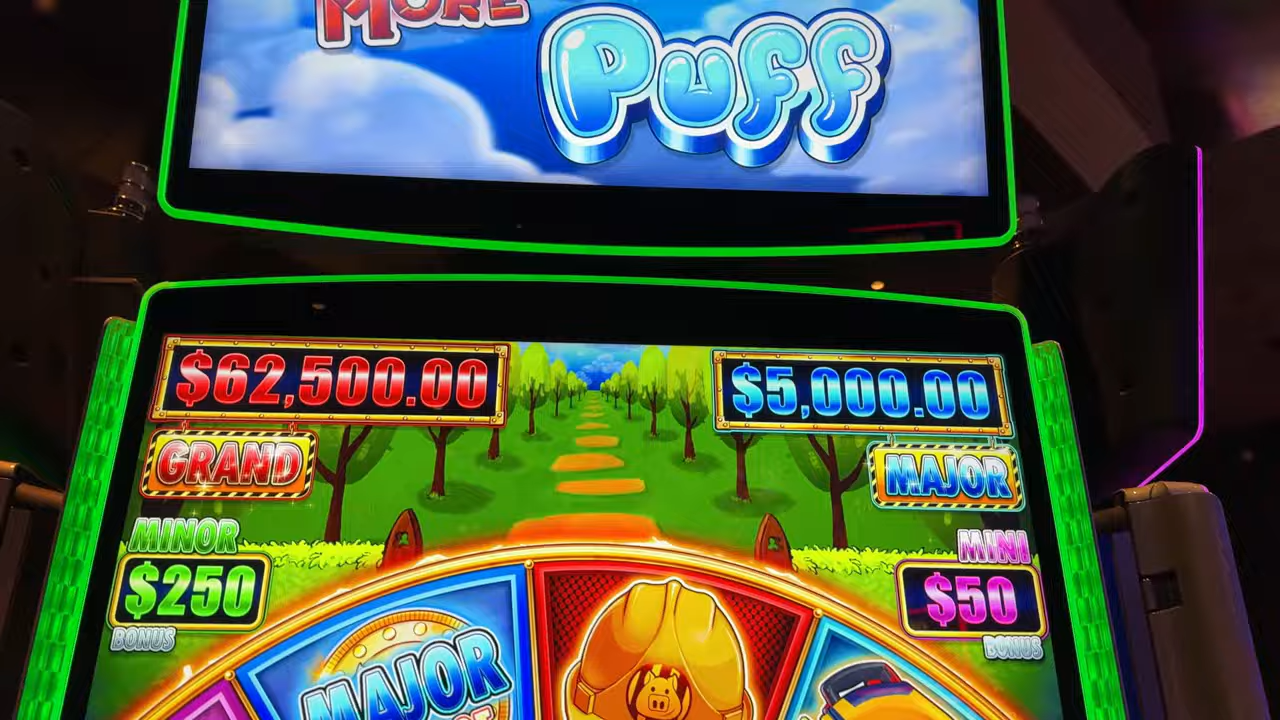 MORE
PUFF
$62,500.00
$5,000.00
GRAND
MAJOR
MINOR
$250
BONUS
MINI
$50
BONUS
MAJOR